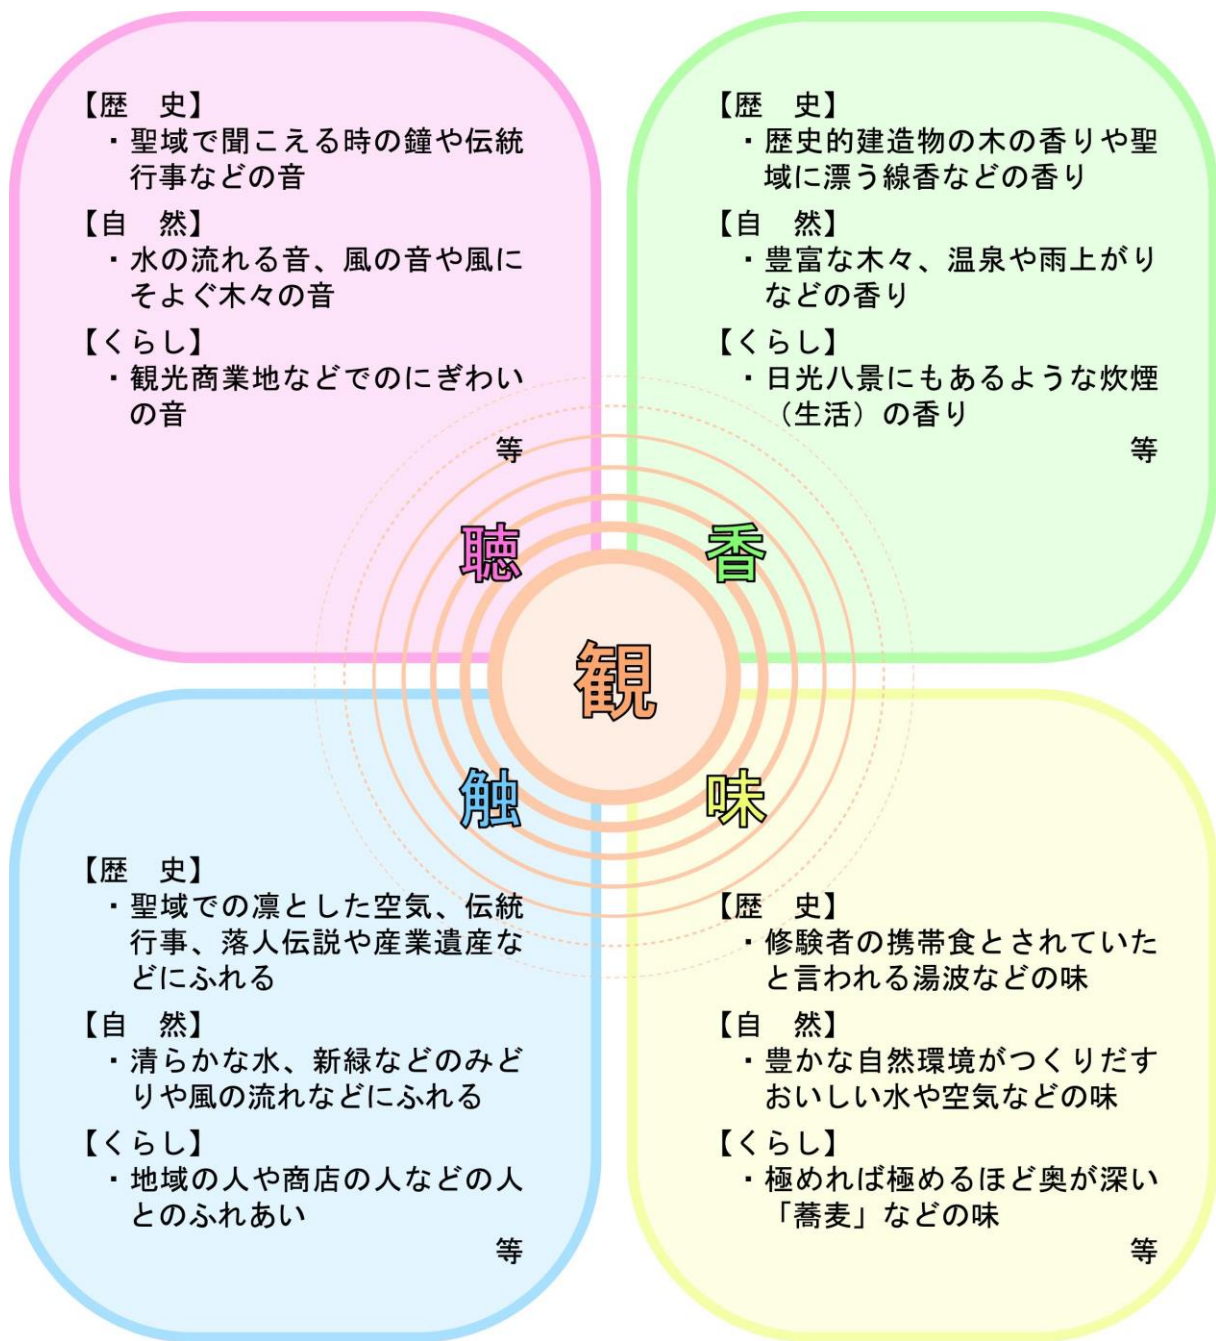 【歴　史】
・聖域で聞こえる時の鐘や伝統
行事などの音
【自　然】
・水の流れる音、風の音や風に
そよぐ木々の音
【くらし】
・観光商業地などでのにぎわい
の音
等
聴
【歴　史】
・歴史的建造物の木の香りや聖
域に漂う線香などの香り
【自　然】
・豊富な木々、温泉や雨上がり
などの香り
【くらし】
・日光八景にもあるような炊煙
（生活）の香り
等
香
観
触
【歴　史】
・聖域での凛とした空気、伝統
行事、落人伝説や産業遺産な
どにふれる
【自　然】
・清らかな水、新緑などのみど
りや風の流れなどにふれる
【くらし】
・地域の人や商店の人などの人
とのふれあい
等
味
【歴　史】
・修験者の携帯食とされていた
と言われる湯波などの味
【自　然】
・豊かな自然環境がつくりだす
おいしい水や空気などの味
【くらし】
・極めれば極めるほど奥が深い
「蕎麦」などの味
等